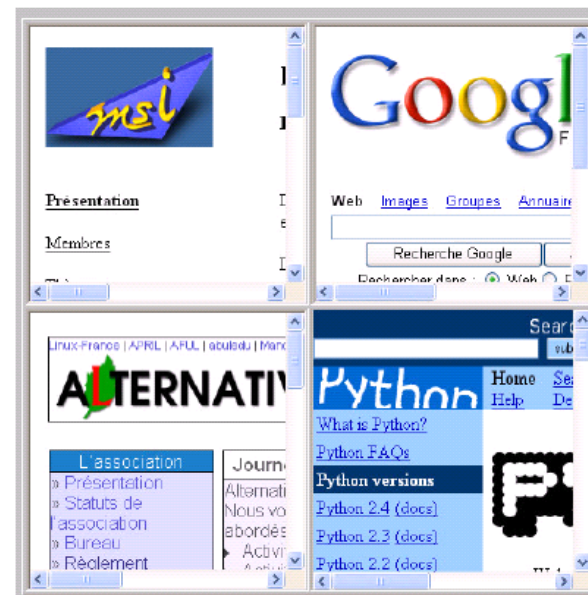 msi
Présentation
Membres
Googl
F
Web Images Groupes Annuaire
Recherche Google
Rechercher dans : Web
Linux-France | APRIL | AFUL | abuledu | Mand
ALTERNATIV
L'association
» Présentation
» Statuts de
l'association
» Bureau
» Règlement
Journ
Alternati
Nous vo
abordés
Activi
Searc
sub
Python
Home Sea
Help De
What is Python?
Python FAQs
Python versions
Python 2.4 (docs)
Python 2.3 (docs)
Python 2.2 (docs)